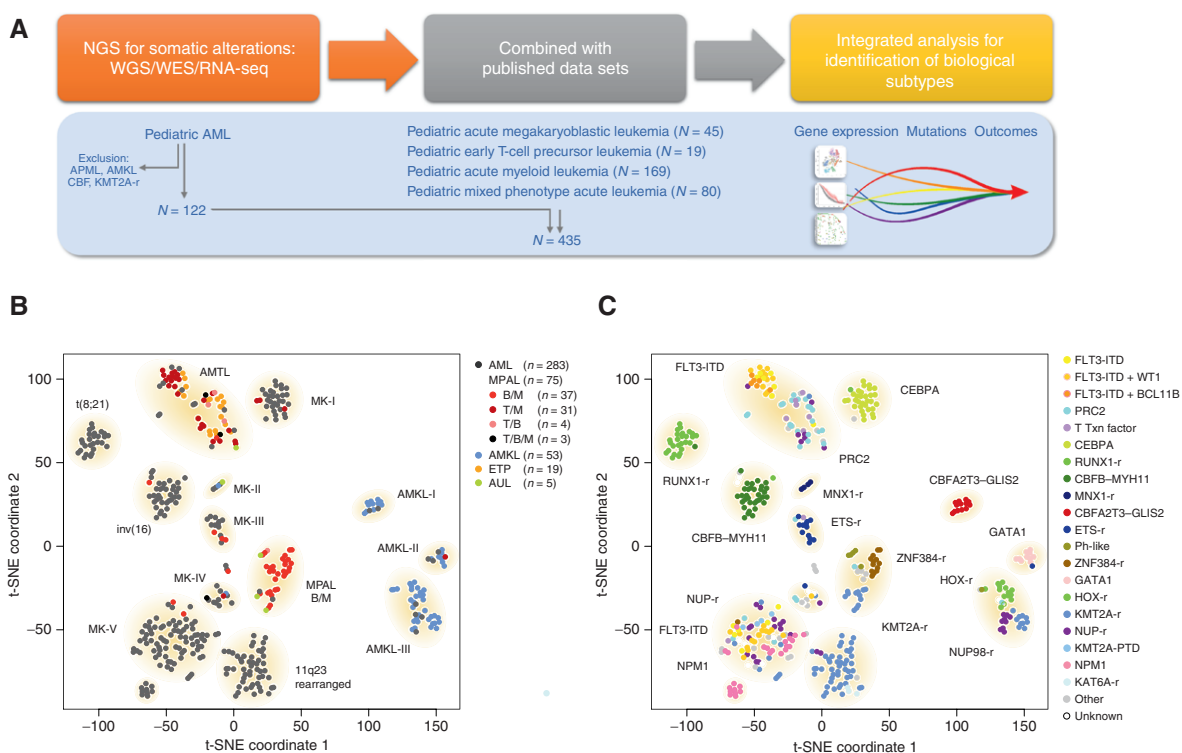 A
NGS for somatic alterations:
WGS/WES/RNA-seq
Combined with
published data sets
Integrated analysis for
identification of biological
subtypes
Pediatric AML
Exclusion:
APML, AMKL
CBF, KMT2A-r
N = 122
Pediatric acute megakaryoblastic leukemia (N = 45)
Pediatric early T-cell precursor leukemia (N = 19)
Pediatric acute myeloid leukemia (N = 169)
Pediatric mixed phenotype acute leukemia (N = 80)
N = 435
Gene expression Mutations Outcomes
B
t-SNE coordinate 2
100
50
0
−50
−100
−50
0
50
100
150
t-SNE coordinate 1
AMTL
t(8;21)
MK-I
inv(16)
MK-II
MK-III
AMKL-I
AMKL-II
MK-IV
MPAL
B/M
MK-V
AMKL-III
11q23
rearranged
AML (n = 283)
MPAL (n = 75)
B/M (n = 37)
T/M (n = 31)
T/B (n = 4)
T/B/M (n = 3)
AMKL (n = 53)
ETP (n = 19)
AUL (n = 5)
C
t-SNE coordinate 2
100
50
0
−50
−100
−50
0
50
100
150
t-SNE coordinate 1
FLT3-ITD
CEBPA
PRC2
RUNX1-r
MNX1-r
CBFA2T3–GLIS2
ETS-r
CBFB–MYH11
GATA1
ZNF384-r
HOX-r
NUP-r
FLT3-ITD
KMT2A-r
NUP98-r
NPM1
FLT3-ITD
FLT3-ITD + WT1
FLT3-ITD + BCL11B
PRC2
T Txn factor
CEBPA
RUNX1-r
CBFB–MYH11
MNX1-r
CBFA2T3–GLIS2
ETS-r
Ph-like
ZNF384-r
GATA1
HOX-r
KMT2A-r
NUP-r
KMT2A-PTD
NPM1
KAT6A-r
Other
Unknown